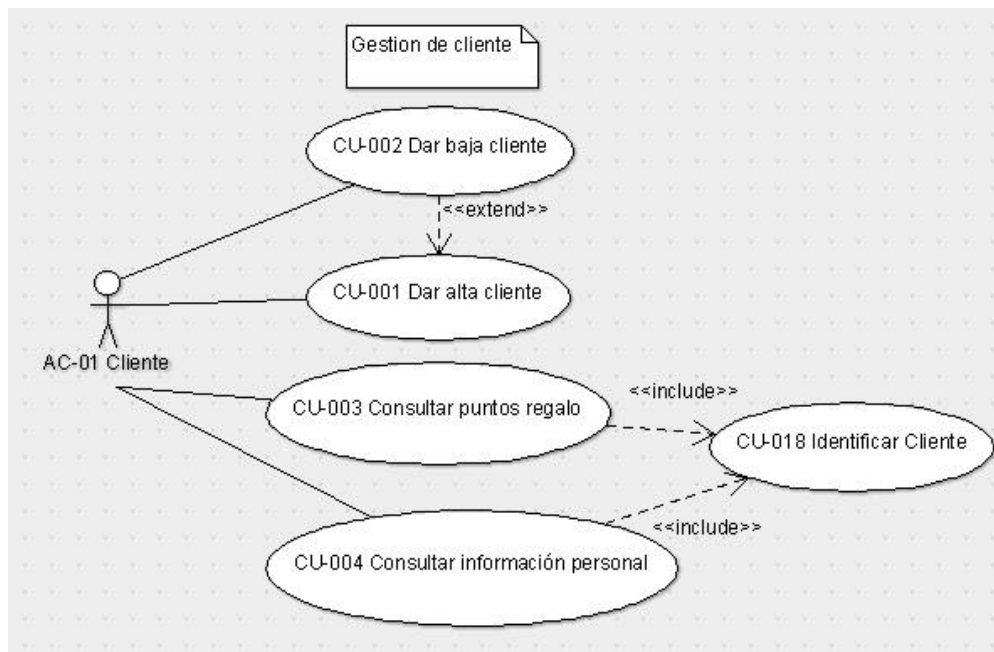 Gestion de cliente
CU-002 Dar baja cliente
<<extend>>
CU-001 Dar alta cliente
AC-01 Cliente
CU-003 Consultar puntos regalo
<<include>>
CU-018 Identificar Cliente
<<include>>
CU-004 Consultar información personal